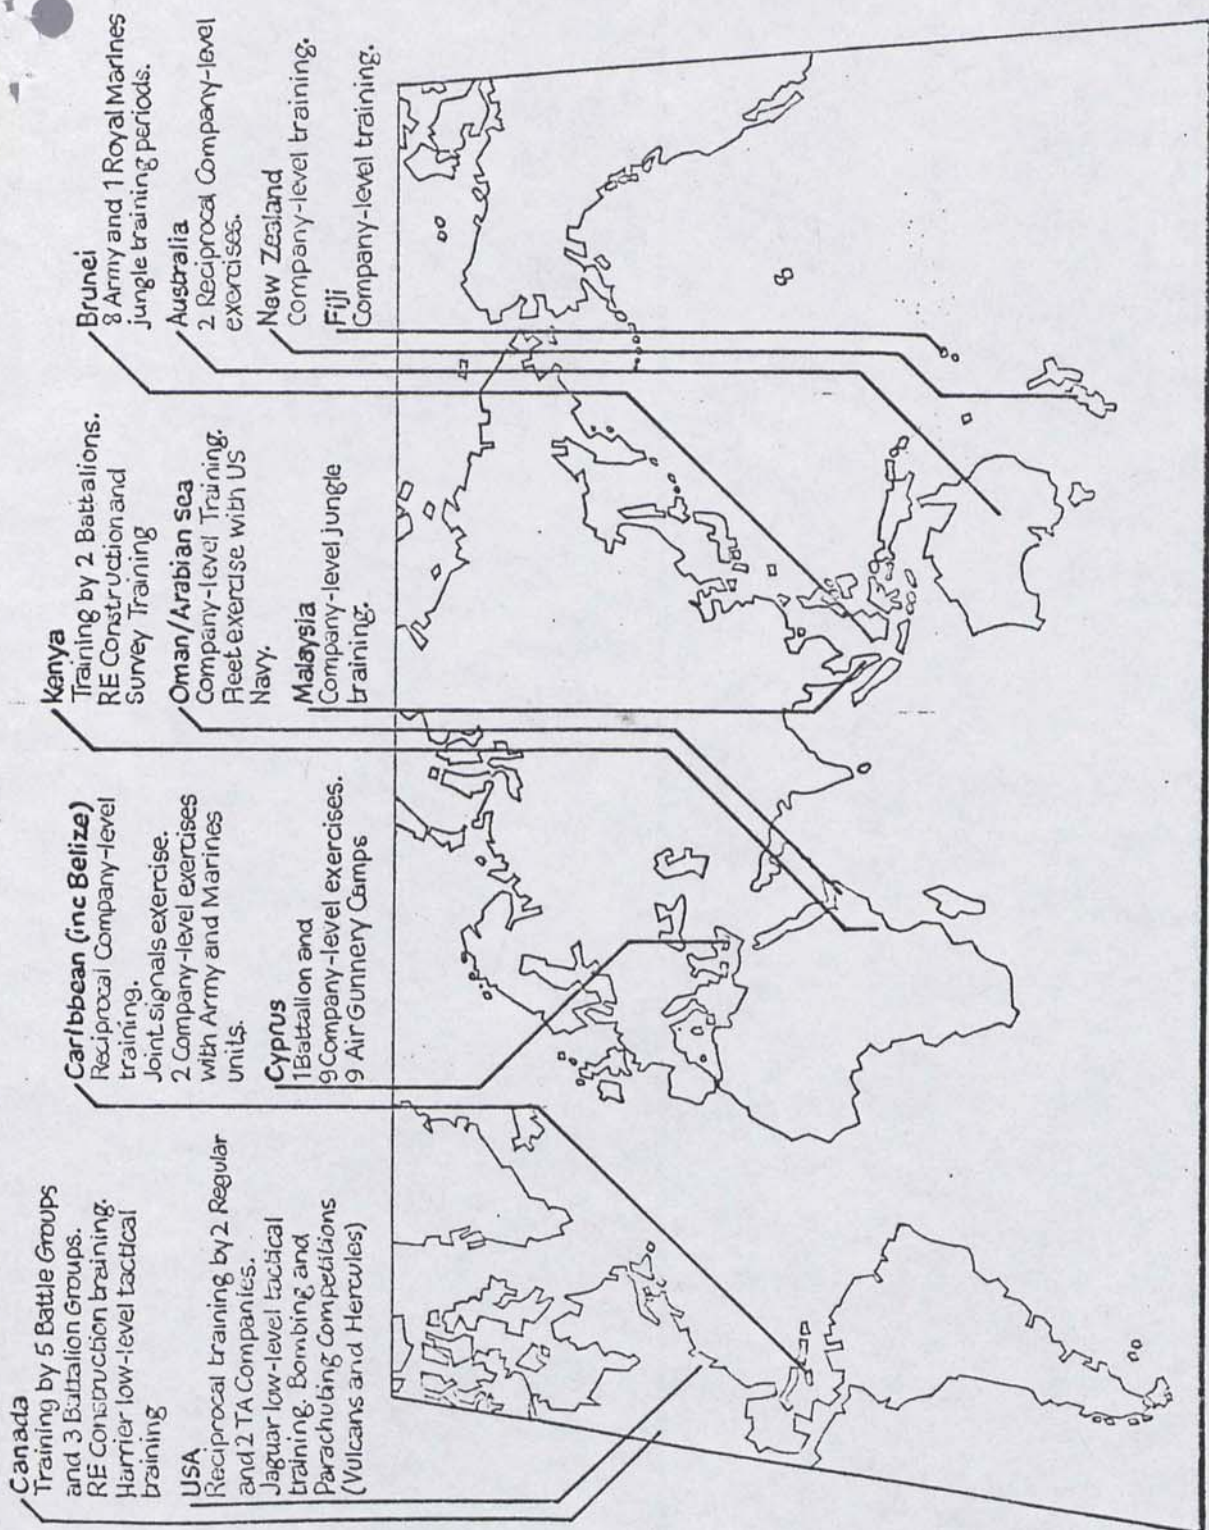 Canada
Training by 5 Battle Groups
and 3 Battalion Groups.
RE Construction training.
Harrier low-level tactical
training
USA
Reciprocal training by 2 Regular
and 2 TA Companies.
Jaguar low-level tactical
training. Bombing and
Parachuting Competitions
(Vulcans and Hercules)
Caribbean (inc Belize)
Reciprocal Company-level
training.
Joint signals exercise.
2 Company-level exercises
with Army and Marines
units.
Cyprus
1 Battalion and
9 Company-level exercises.
9 Air Gunnery Camps
Kenya
Training by 2 Battalions.
RE Construction and
Survey Training
Oman/Arabian Sea
Company-level Training.
Fleet exercise with US
Navy.
Malaysia
Company-level jungle
training.
Brunei
8 Army and 1 Royal Marines
jungle training periods.
Australia
2 Reciprocal Company-level
exercises.
New Zealand
Company-level training.
Fiji
Company-level training.